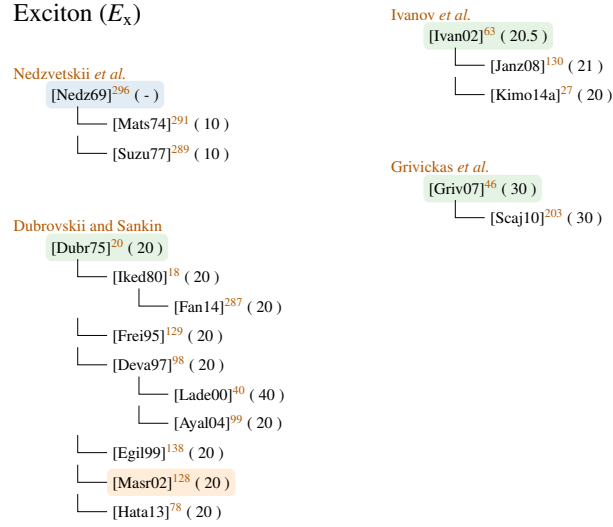 Exciton (Ex)
Nedzvetskii et al.
[Nedz69]296 ( - )
[Mats74]291 ( 10 )
[Suzu77]289 ( 10 )
Dubrovskii and Sankin
[Dubr75]20 ( 20 )
[Iked80]18 ( 20 )
[Fan14]287 ( 20 )
[Frei95]129 ( 20 )
[Deva97]98 ( 20 )
[Lade00]40 ( 40 )
[Ayal04]99 ( 20 )
[Egil99]138 ( 20 )
[Masr02]128 ( 20 )
[Hata13]78 ( 20 )
Ivanov et al.
[Ivan02]63 ( 20.5 )
[Janz08]130 ( 21 )
[Kimo14a]27 ( 20 )
Grivickas et al.
[Griv07]46 ( 30 )
[Scaj10]203 ( 30 )